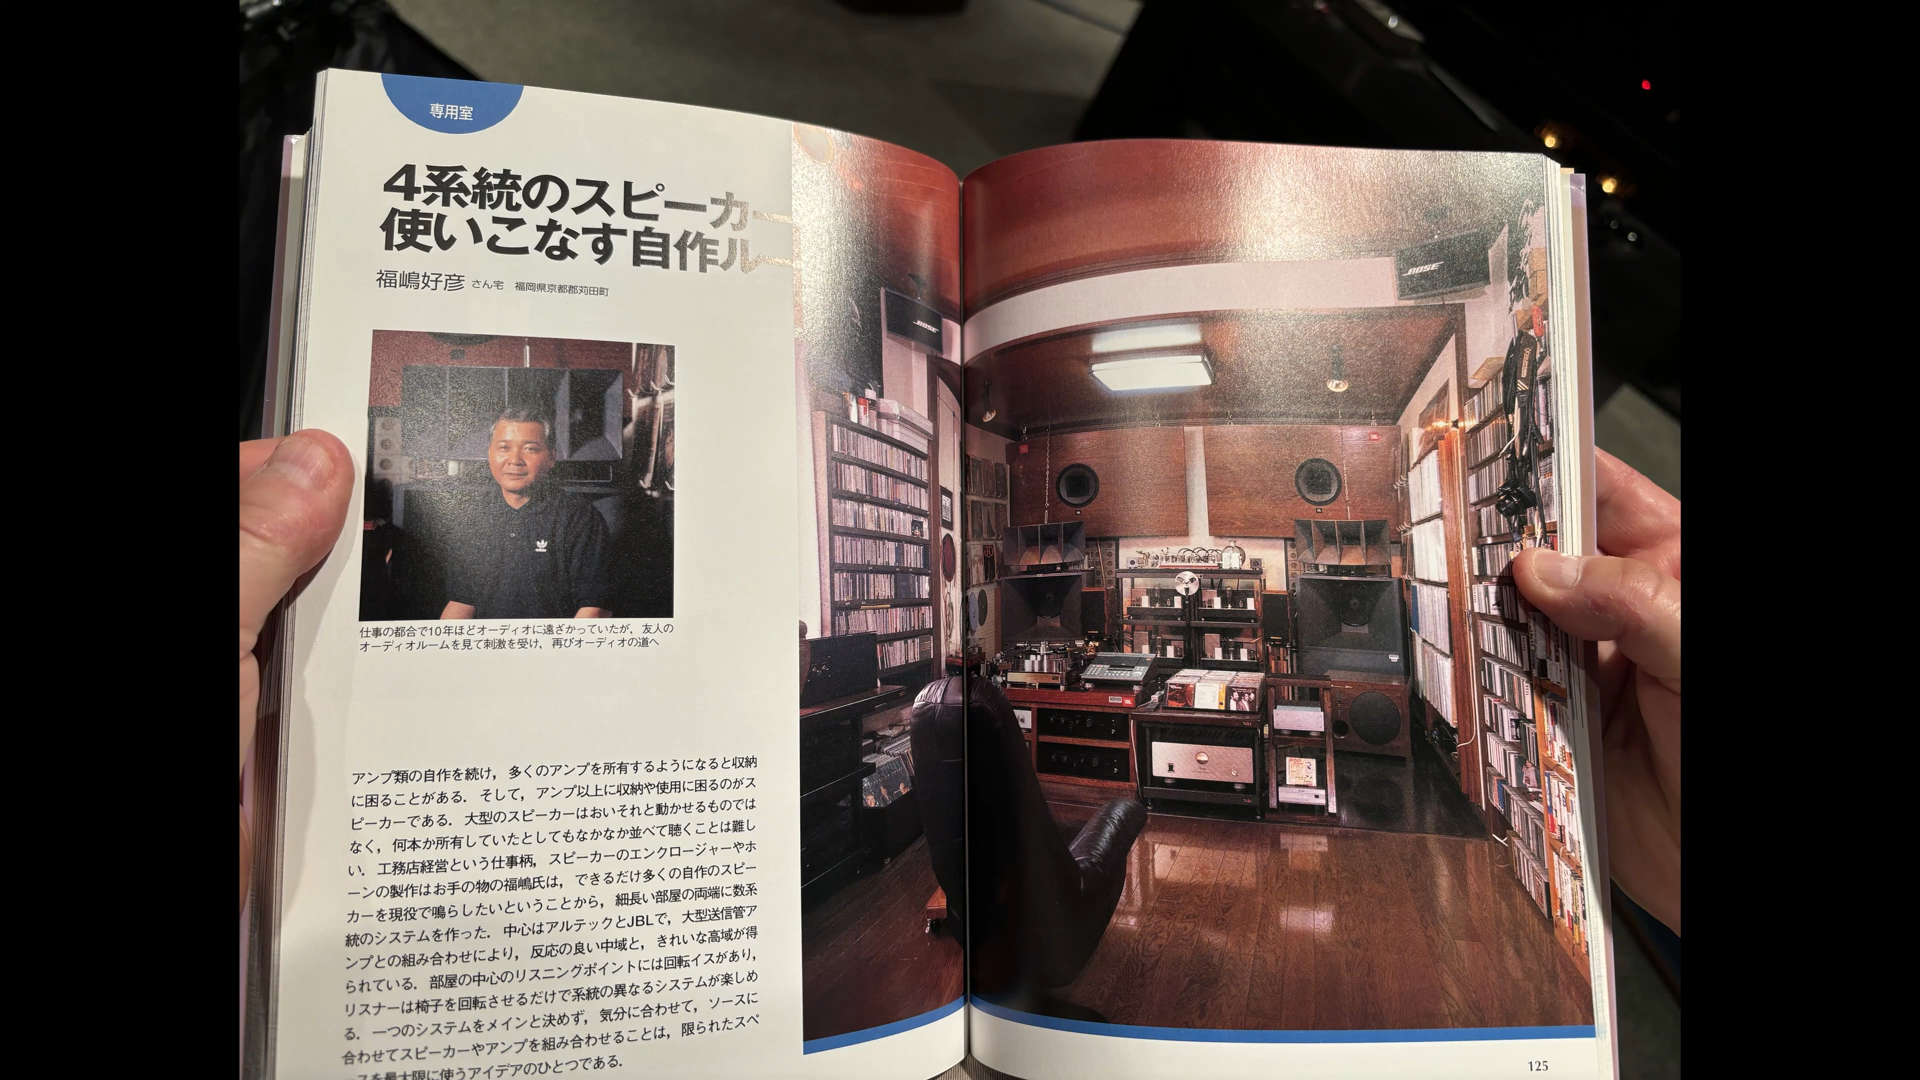 専用室
4系統のスピーカー
使いこなす自作ルー
福嶋好彦 さん宅 福岡県京都郡苅田町
仕事の都合で10年ほどオーディオに遠ざかっていたが，友人の
オーディオルームを見て刺激を受け，再びオーディオの道へ
アンプ類の自作を続け，多くのアンプを所有するようになると収納
に困ることがある．そして，アンプ以上に収納や使用に困るのがス
ピーカーである．大型のスピーカーはおいそれと動かせるものでは
なく，何本か所有していたとしてもなかなか並べて聴くことは難し
い．工務店経営という仕事柄，スピーカーのエンクロージャーやホ
ーンの製作はお手の物の福嶋氏は，できるだけ多くの自作のスピー
カーを現役で鳴らしたいということから，細長い部屋の両端に数系
統のシステムを作った．中心はアルテックとJBLで，大型送信管ア
ンプとの組み合わせにより，反応の良い中域と，きれいな高域が得
られている．部屋の中心のリスニングポイントには回転イスがあり，
リスナーは椅子を回転させるだけで系統の異なるシステムが楽しめ
る．一つのシステムをメインと決めず，気分に合わせて，ソースに
合わせてスピーカーやアンプを組み合わせることは，限られたスペ
ースを最大限に使うアイデアのひとつである．
adidas
BOSE
BOSE
125